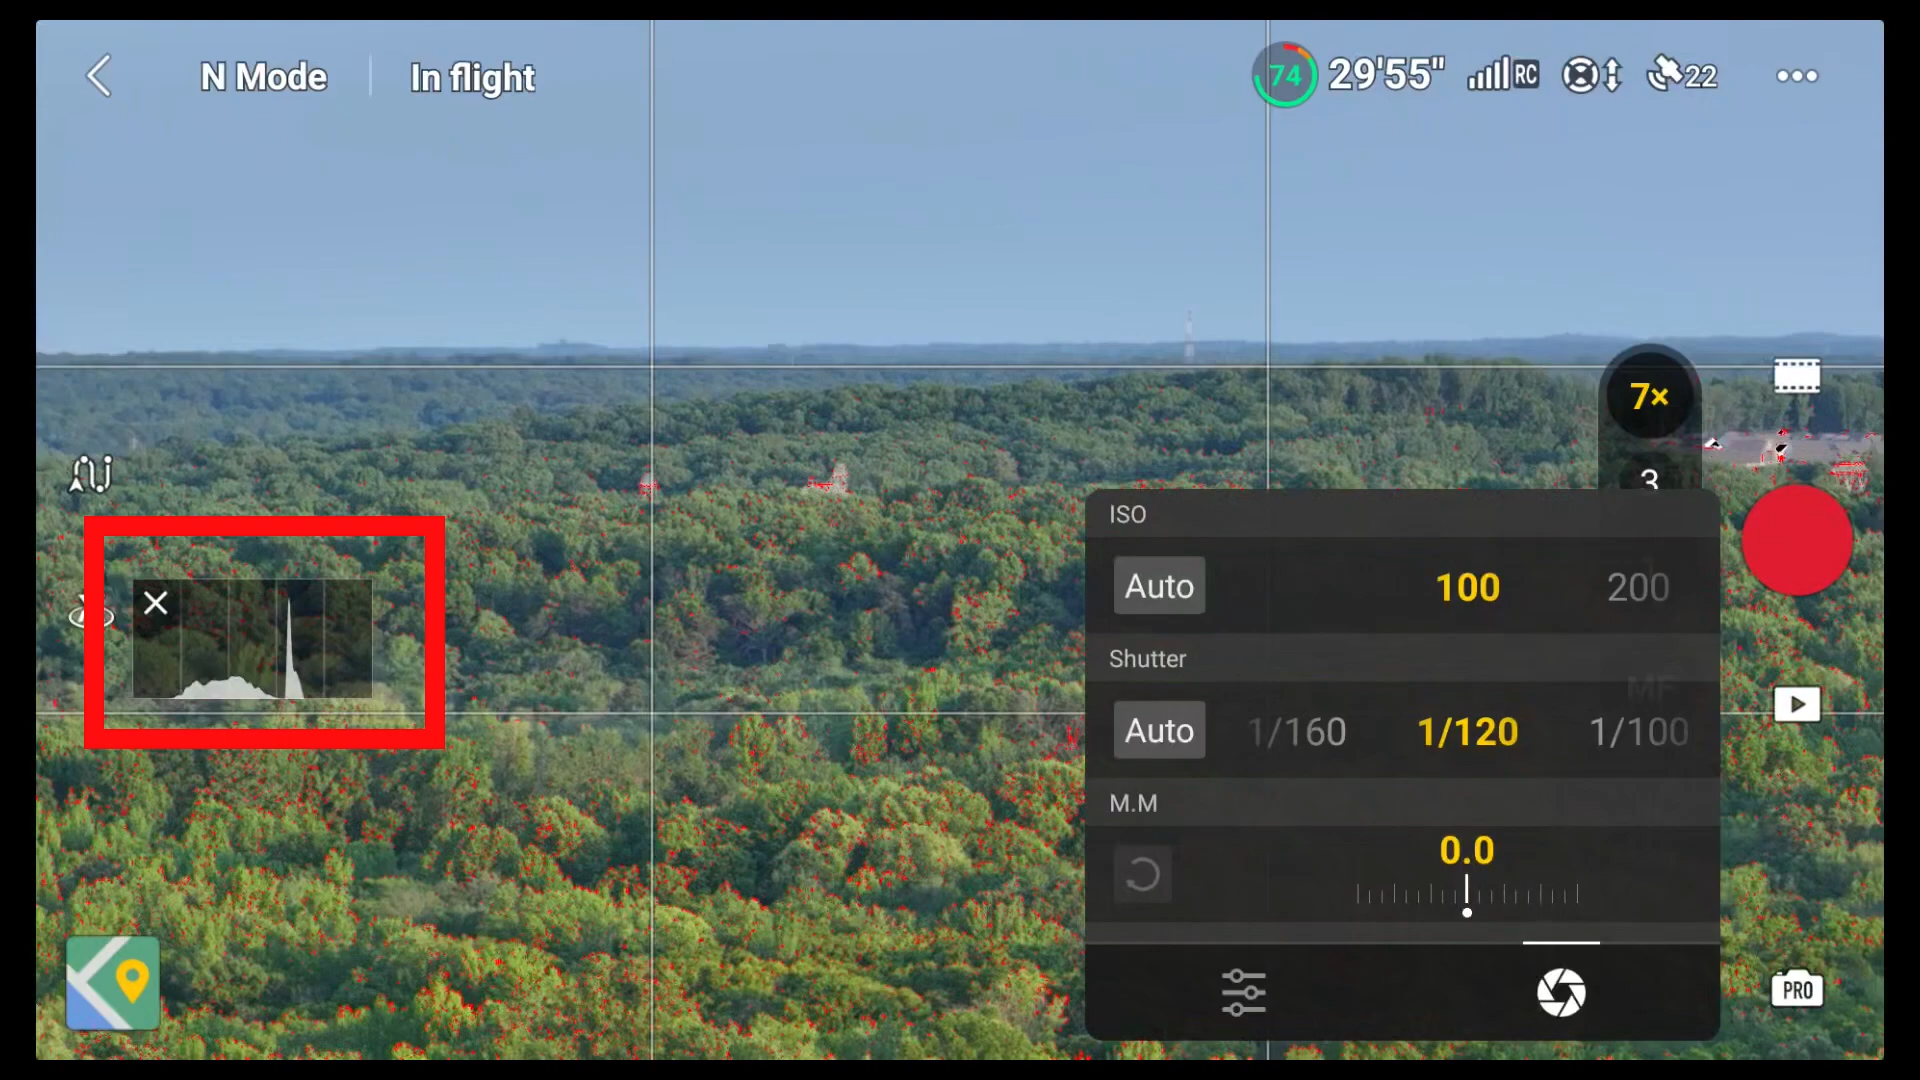 N Mode
In flight
74
29'55"
RC
22
7×
3
ISO
Auto
100
200
Shutter
MF
Auto
1/160
1/120
1/100
M.M
0.0
PRO